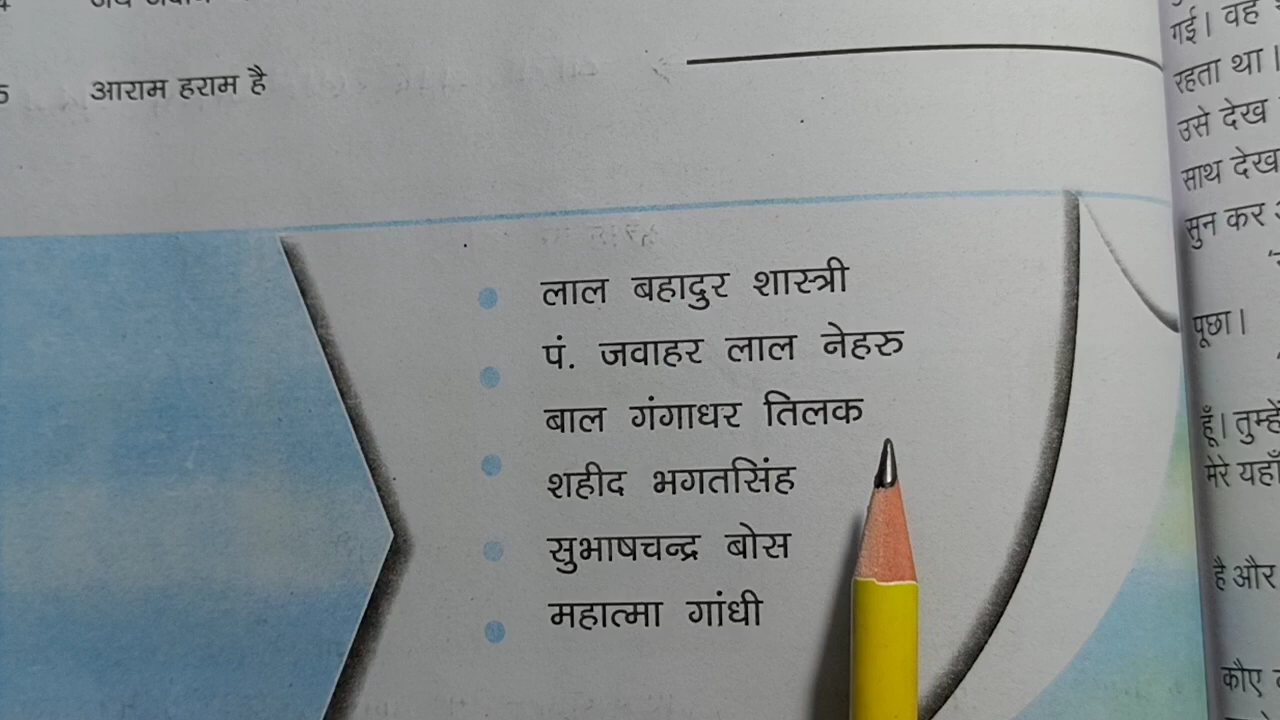 5 आराम हराम है
लाल बहादुर शास्त्री
पं. जवाहर लाल नेहरु
बाल गंगाधर तिलक
शहीद भगतसिंह
सुभाषचन्द्र बोस
महात्मा गांधी
गई। वह
रहता था।
उसे देख
साथ देख
सुन कर
पूछा।
हूँ। तुम्हें
मेरे यहाँ
है और
कौए